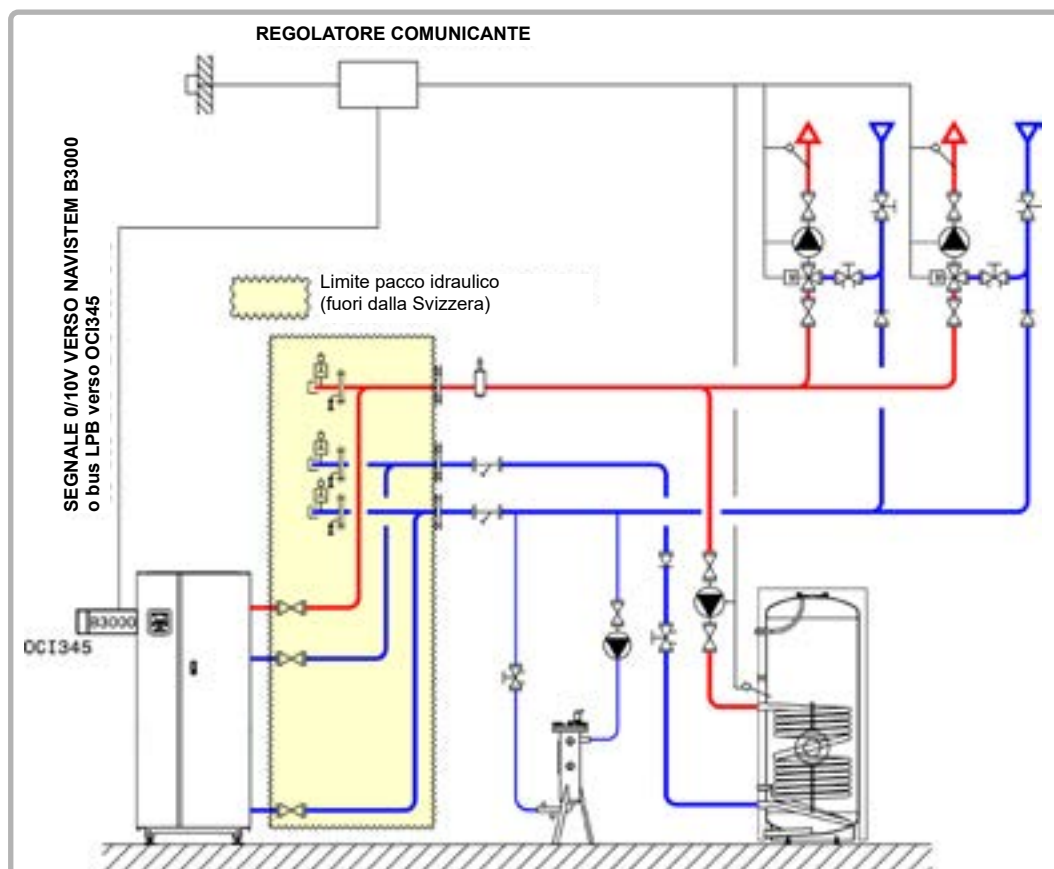 REGOLATORE COMUNICANTE
SEGNALE 0/10V VERSO NAVISTEM B3000
o bus LPB verso OCI345
Limite pacco idraulico
(fuori dalla Svizzera)
B3000
OCI345